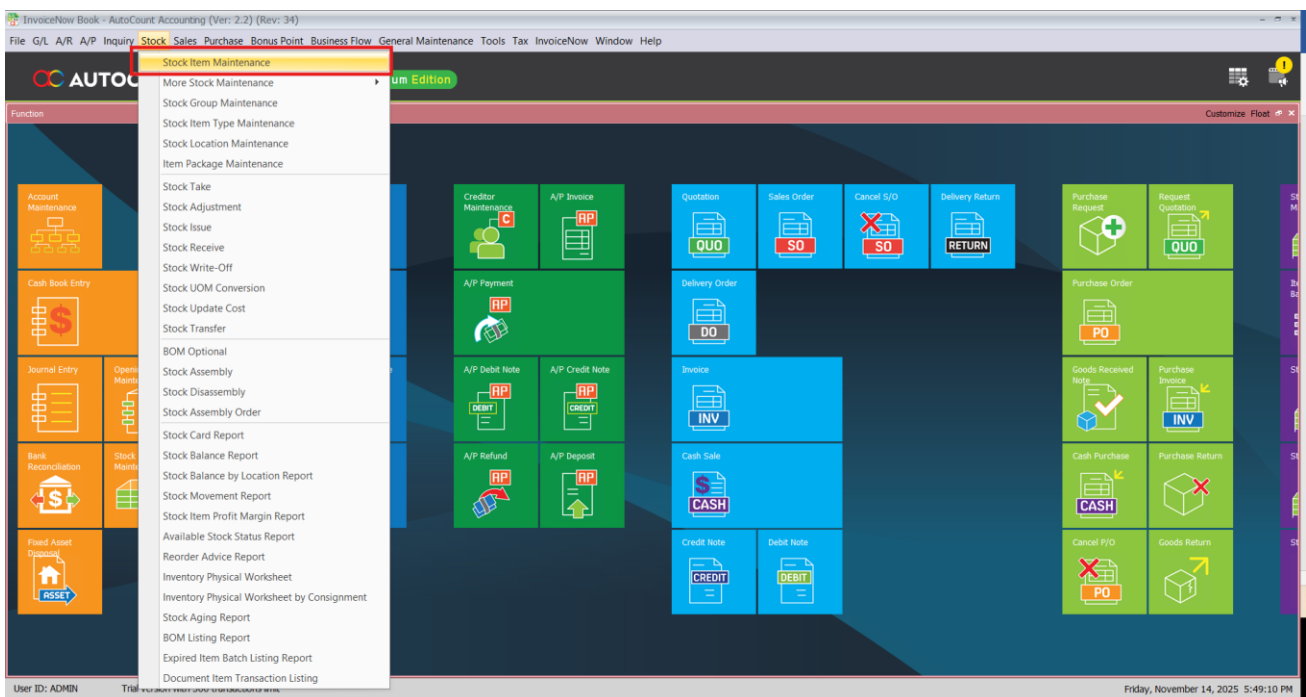 InvoiceNow Book - AutoCount Accounting (Ver: 2.2) (Rev: 34)
File G/L A/R A/P Inquiry Stock Sales Purchase Bonus Point Business Flow General Maintenance Tools Tax InvoiceNow Window Help
AUTOC
um Edition
Function
Customize Float
Stock Item Maintenance
More Stock Maintenance
Stock Group Maintenance
Stock Item Type Maintenance
Stock Location Maintenance
Item Package Maintenance
Stock Take
Stock Adjustment
Stock Issue
Stock Receive
Stock Write-Off
Stock UOM Conversion
Stock Update Cost
Stock Transfer
BOM Optional
Stock Assembly
Stock Disassembly
Stock Assembly Order
Stock Card Report
Stock Balance Report
Stock Balance by Location Report
Stock Movement Report
Stock Item Profit Margin Report
Available Stock Status Report
Reorder Advice Report
Inventory Physical Worksheet
Inventory Physical Worksheet by Consignment
Stock Aging Report
BOM Listing Report
Expired Item Batch Listing Report
Document Item Transaction Listing
Account
Maintenance
Cash Book Entry
Journal Entry
Bank
Reconciliation
Stock
Fixed Asset
Disposal
ASSET
Creditor
Maintenance
C
A/P Invoice
AP
A/P Payment
AP
A/P Debit Note
AP
DEBIT
A/P Credit Note
AP
CREDIT
A/P Refund
AP
A/P Deposit
AP
Quotation
QUO
Sales Order
SO
Cancel S/O
SO
Delivery Return
RETURN
Delivery Order
DO
Invoice
INV
Cash Sale
CASH
Credit Note
CREDIT
Debit Note
DEBIT
Purchase
Request
Request
Quotation
QUO
Purchase Order
PO
Goods Received
Note
Purchase
Invoice
INV
Cash Purchase
CASH
Purchase Return
Cancel P/O
PO
Goods Return
User ID: ADMIN
Friday, November 14, 2025 5:49:10 PM